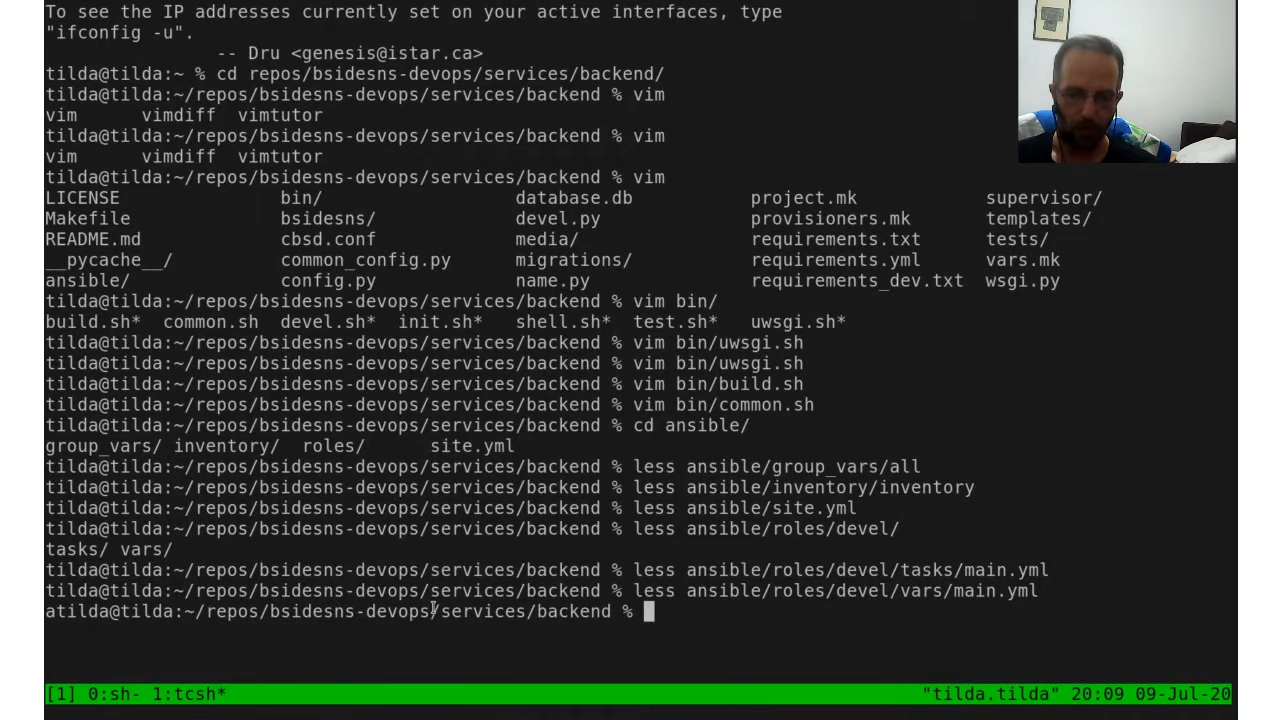 To see the IP addresses currently set on your active interfaces, type
"ifconfig -u".
-- Dru <genesis@istar.ca>
tilda@tilda:~ % cd repos/bsidesns-devops/services/backend/
tilda@tilda:~/repos/bsidesns-devops/services/backend % vim
vim vimdiff vimtutor
tilda@tilda:~/repos/bsidesns-devops/services/backend % vim
vim vimdiff vimtutor
tilda@tilda:~/repos/bsidesns-devops/services/backend % vim
LICENSE bin/ database.db project.mk supervisor/
Makefile bsidesns/ devel.py provisioners.mk templates/
README.md cbsd.conf media/ requirements.txt tests/
__pycache__/ common_config.py migrations/ requirements.yml vars.mk
ansible/ config.py name.py requirements_dev.txt wsgi.py
tilda@tilda:~/repos/bsidesns-devops/services/backend % vim bin/
build.sh* common.sh devel.sh* init.sh* shell.sh* test.sh* uwsgi.sh*
tilda@tilda:~/repos/bsidesns-devops/services/backend % vim bin/uwsgi.sh
tilda@tilda:~/repos/bsidesns-devops/services/backend % vim bin/uwsgi.sh
tilda@tilda:~/repos/bsidesns-devops/services/backend % vim bin/build.sh
tilda@tilda:~/repos/bsidesns-devops/services/backend % vim bin/common.sh
tilda@tilda:~/repos/bsidesns-devops/services/backend % cd ansible/
group_vars/ inventory/ roles/ site.yml
tilda@tilda:~/repos/bsidesns-devops/services/backend % less ansible/group_vars/all
tilda@tilda:~/repos/bsidesns-devops/services/backend % less ansible/inventory/inventory
tilda@tilda:~/repos/bsidesns-devops/services/backend % less ansible/site.yml
tilda@tilda:~/repos/bsidesns-devops/services/backend % less ansible/roles/devel/
tasks/ vars/
tilda@tilda:~/repos/bsidesns-devops/services/backend % less ansible/roles/devel/tasks/main.yml
tilda@tilda:~/repos/bsidesns-devops/services/backend % less ansible/roles/devel/vars/main.yml
atilda@tilda:~/repos/bsidesns-devops/services/backend %
[1] 0:sh- 1:tcsh* "tilda.tilda" 20:09 09-Jul-20